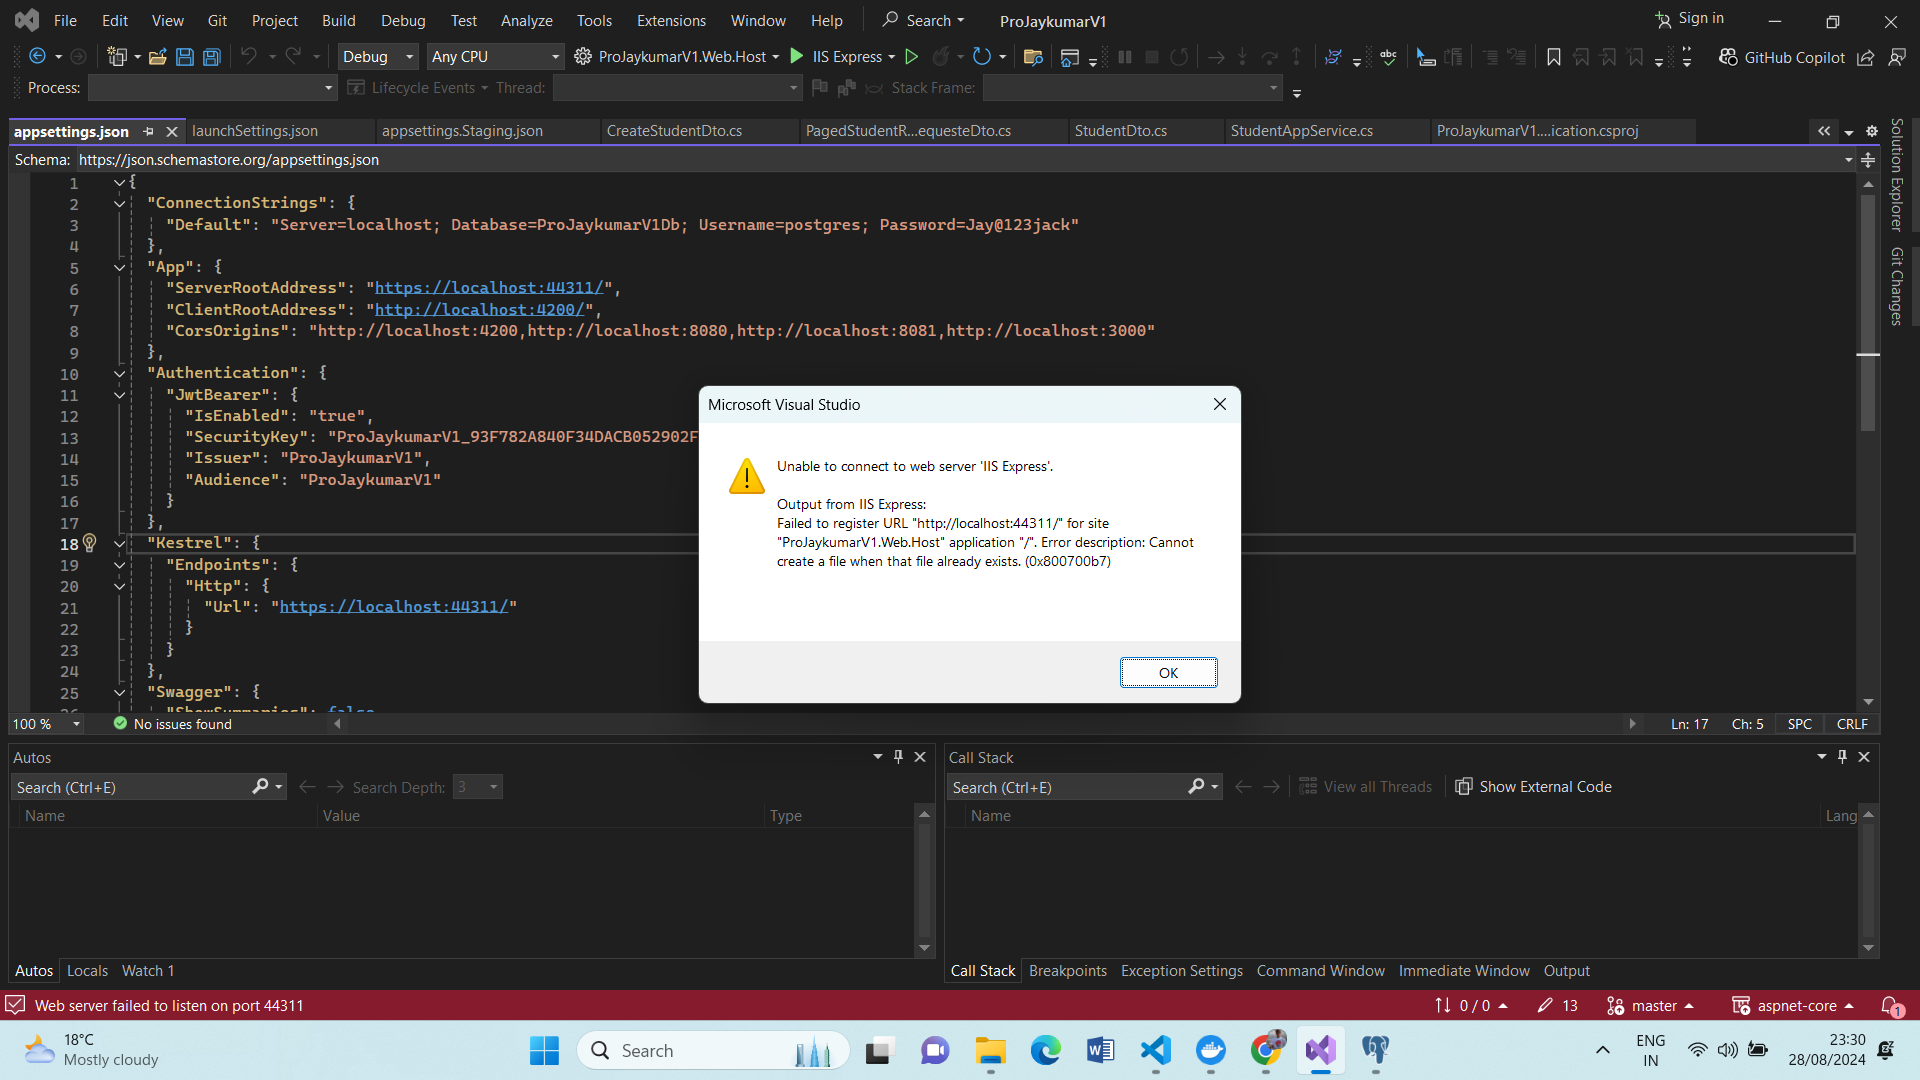 File Edit View Git Project Build Debug Test Analyze Tools Extensions Window Help Search ProJaykumarV1 Sign in
Debug Any CPU ProJaykumarV1.Web.Host IIS Express GitHub Copilot
Process: Lifecycle Events Thread: Stack Frame:
appsettings.json launchSettings.json appsettings.Staging.json CreateStudentDto.cs PagedStudentR...equesteDto.cs StudentDto.cs StudentAppService.cs ProJaykumarV1....ication.csproj
Schema: https://json.schemastore.org/appsettings.json
1 {
2 "ConnectionStrings": {
3 "Default": "Server=localhost; Database=ProJaykumarV1Db; Username=postgres; Password=Jay@123jack"
4 },
5 "App": {
6 "ServerRootAddress": "https://localhost:44311/",
7 "ClientRootAddress": "http://localhost:4200/",
8 "CorsOrigins": "http://localhost:4200,http://localhost:8080,http://localhost:8081,http://localhost:3000"
9 },
10 "Authentication": {
11 "JwtBearer": {
12 "IsEnabled": "true",
13 "SecurityKey": "ProJaykumarV1_93F782A840F34DACB052902F
14 "Issuer": "ProJaykumarV1",
15 "Audience": "ProJaykumarV1"
16 }
17 },
18 "Kestrel": {
19 "Endpoints": {
20 "Http": {
21 "Url": "https://localhost:44311/"
22 }
23 }
24 },
25 "Swagger": {
26 "ShowSummaries": false
Solution Explorer
Git Changes
Microsoft Visual Studio
Unable to connect to web server 'IIS Express'.
Output from IIS Express:
Failed to register URL "http://localhost:44311/" for site
"ProJaykumarV1.Web.Host" application "/". Error description: Cannot
create a file when that file already exists. (0x800700b7)
OK
100 % No issues found Ln: 17 Ch: 5 SPC CRLF
Autos
Search (Ctrl+E) Search Depth: 3
Name Value Type
Autos Locals Watch 1
Call Stack
Search (Ctrl+E) View all Threads Show External Code
Name Lang
Call Stack Breakpoints Exception Settings Command Window Immediate Window Output
Web server failed to listen on port 44311 0 / 0 13 master aspnet-core 1
18°C
Mostly cloudy
Search
ENG
IN
23:30
28/08/2024